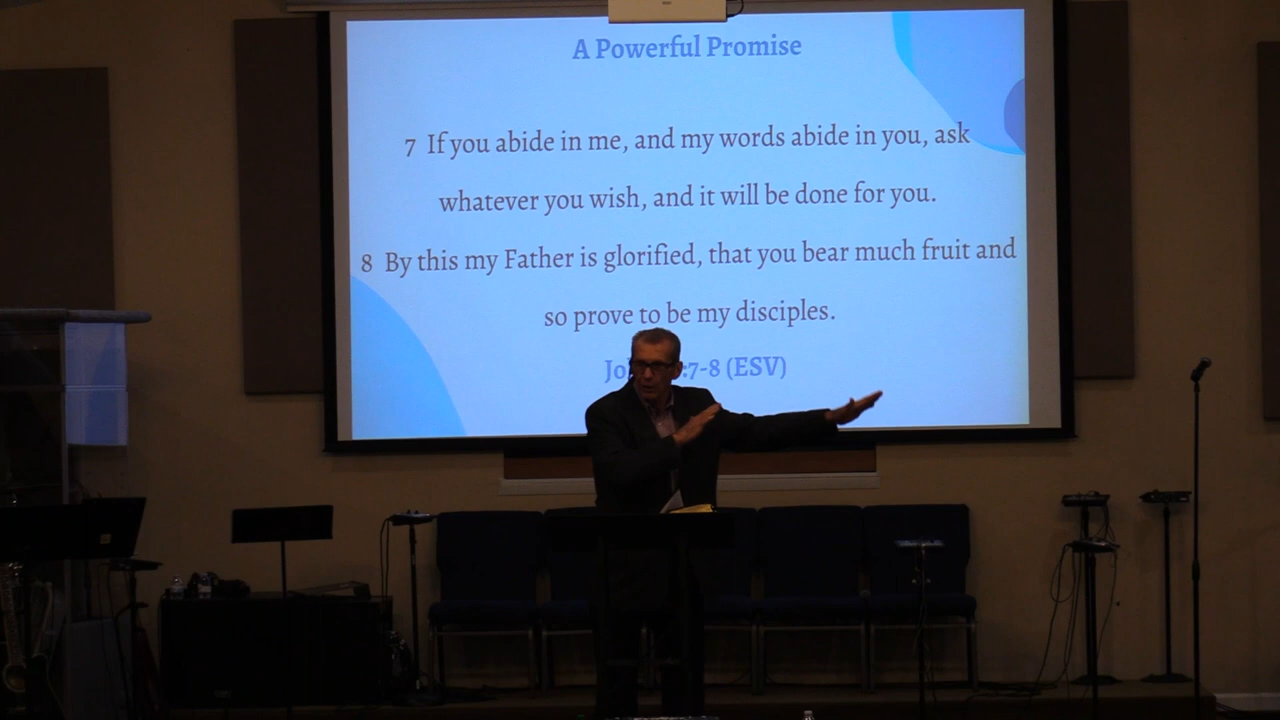 A Powerful Promise
7 If you abide in me, and my words abide in you, ask
whatever you wish, and it will be done for you.
8 By this my Father is glorified, that you bear much fruit and
so prove to be my disciples.
:7-8 (ESV)